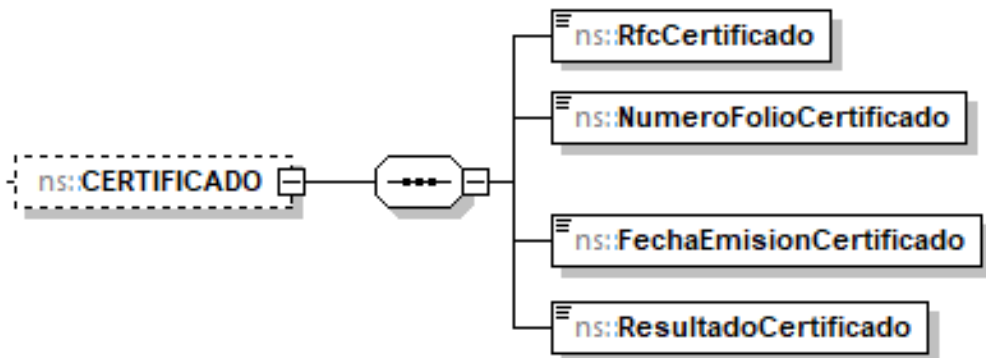 ns::RfcCertificado
ns::NumeroFolioCertificado
ns::CERTIFICADO
ns::FechaEmisionCertificado
ns::ResultadoCertificado